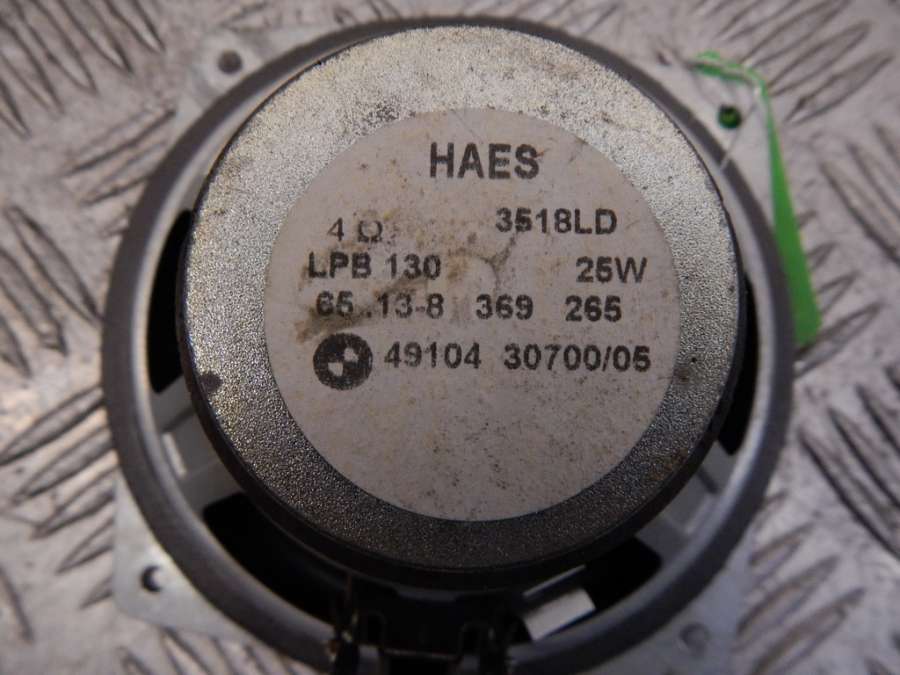 HAES
4 Ω 3518LD
LPB 130 25W
65.13-8 369 265
49104 30700/05